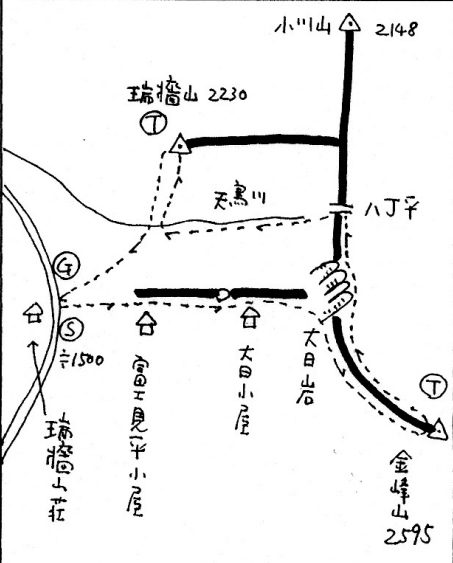 小川山 2148
瑞牆山 2230
T
天鳥川
八丁平
G
S
≒1500
瑞牆山荘
富士見平小屋
大日小屋
大日岩
T
金峰山
2595